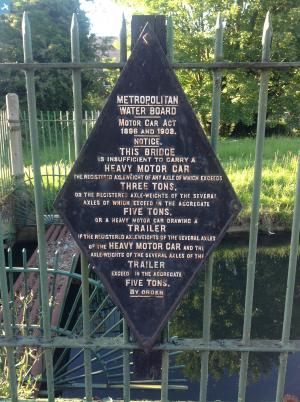 METROPOLITAN
WATER BOARD
MOTOR CAR ACT
1896 AND 1903.
NOTICE.
THIS BRIDGE
IS INSUFFICIENT TO CARRY A
HEAVY MOTOR CAR
THE REGISTERED AXLE-WEIGHT OF ANY AXLE OF WHICH EXCEEDS
THREE TONS,
OR THE REGISTERED AXLE-WEIGHTS OF THE SEVERAL
AXLES OF WHICH EXCEED IN THE AGGREGATE
FIVE TONS,
OR A HEAVY MOTOR CAR DRAWING A
TRAILER
IF THE REGISTERED AXLE-WEIGHTS OF THE SEVERAL AXLES
OF THE HEAVY MOTOR CAR AND THE
AXLE-WEIGHTS OF THE SEVERAL AXLES OF THE
TRAILER
EXCEED IN THE AGGREGATE
FIVE TONS.
BY ORDER